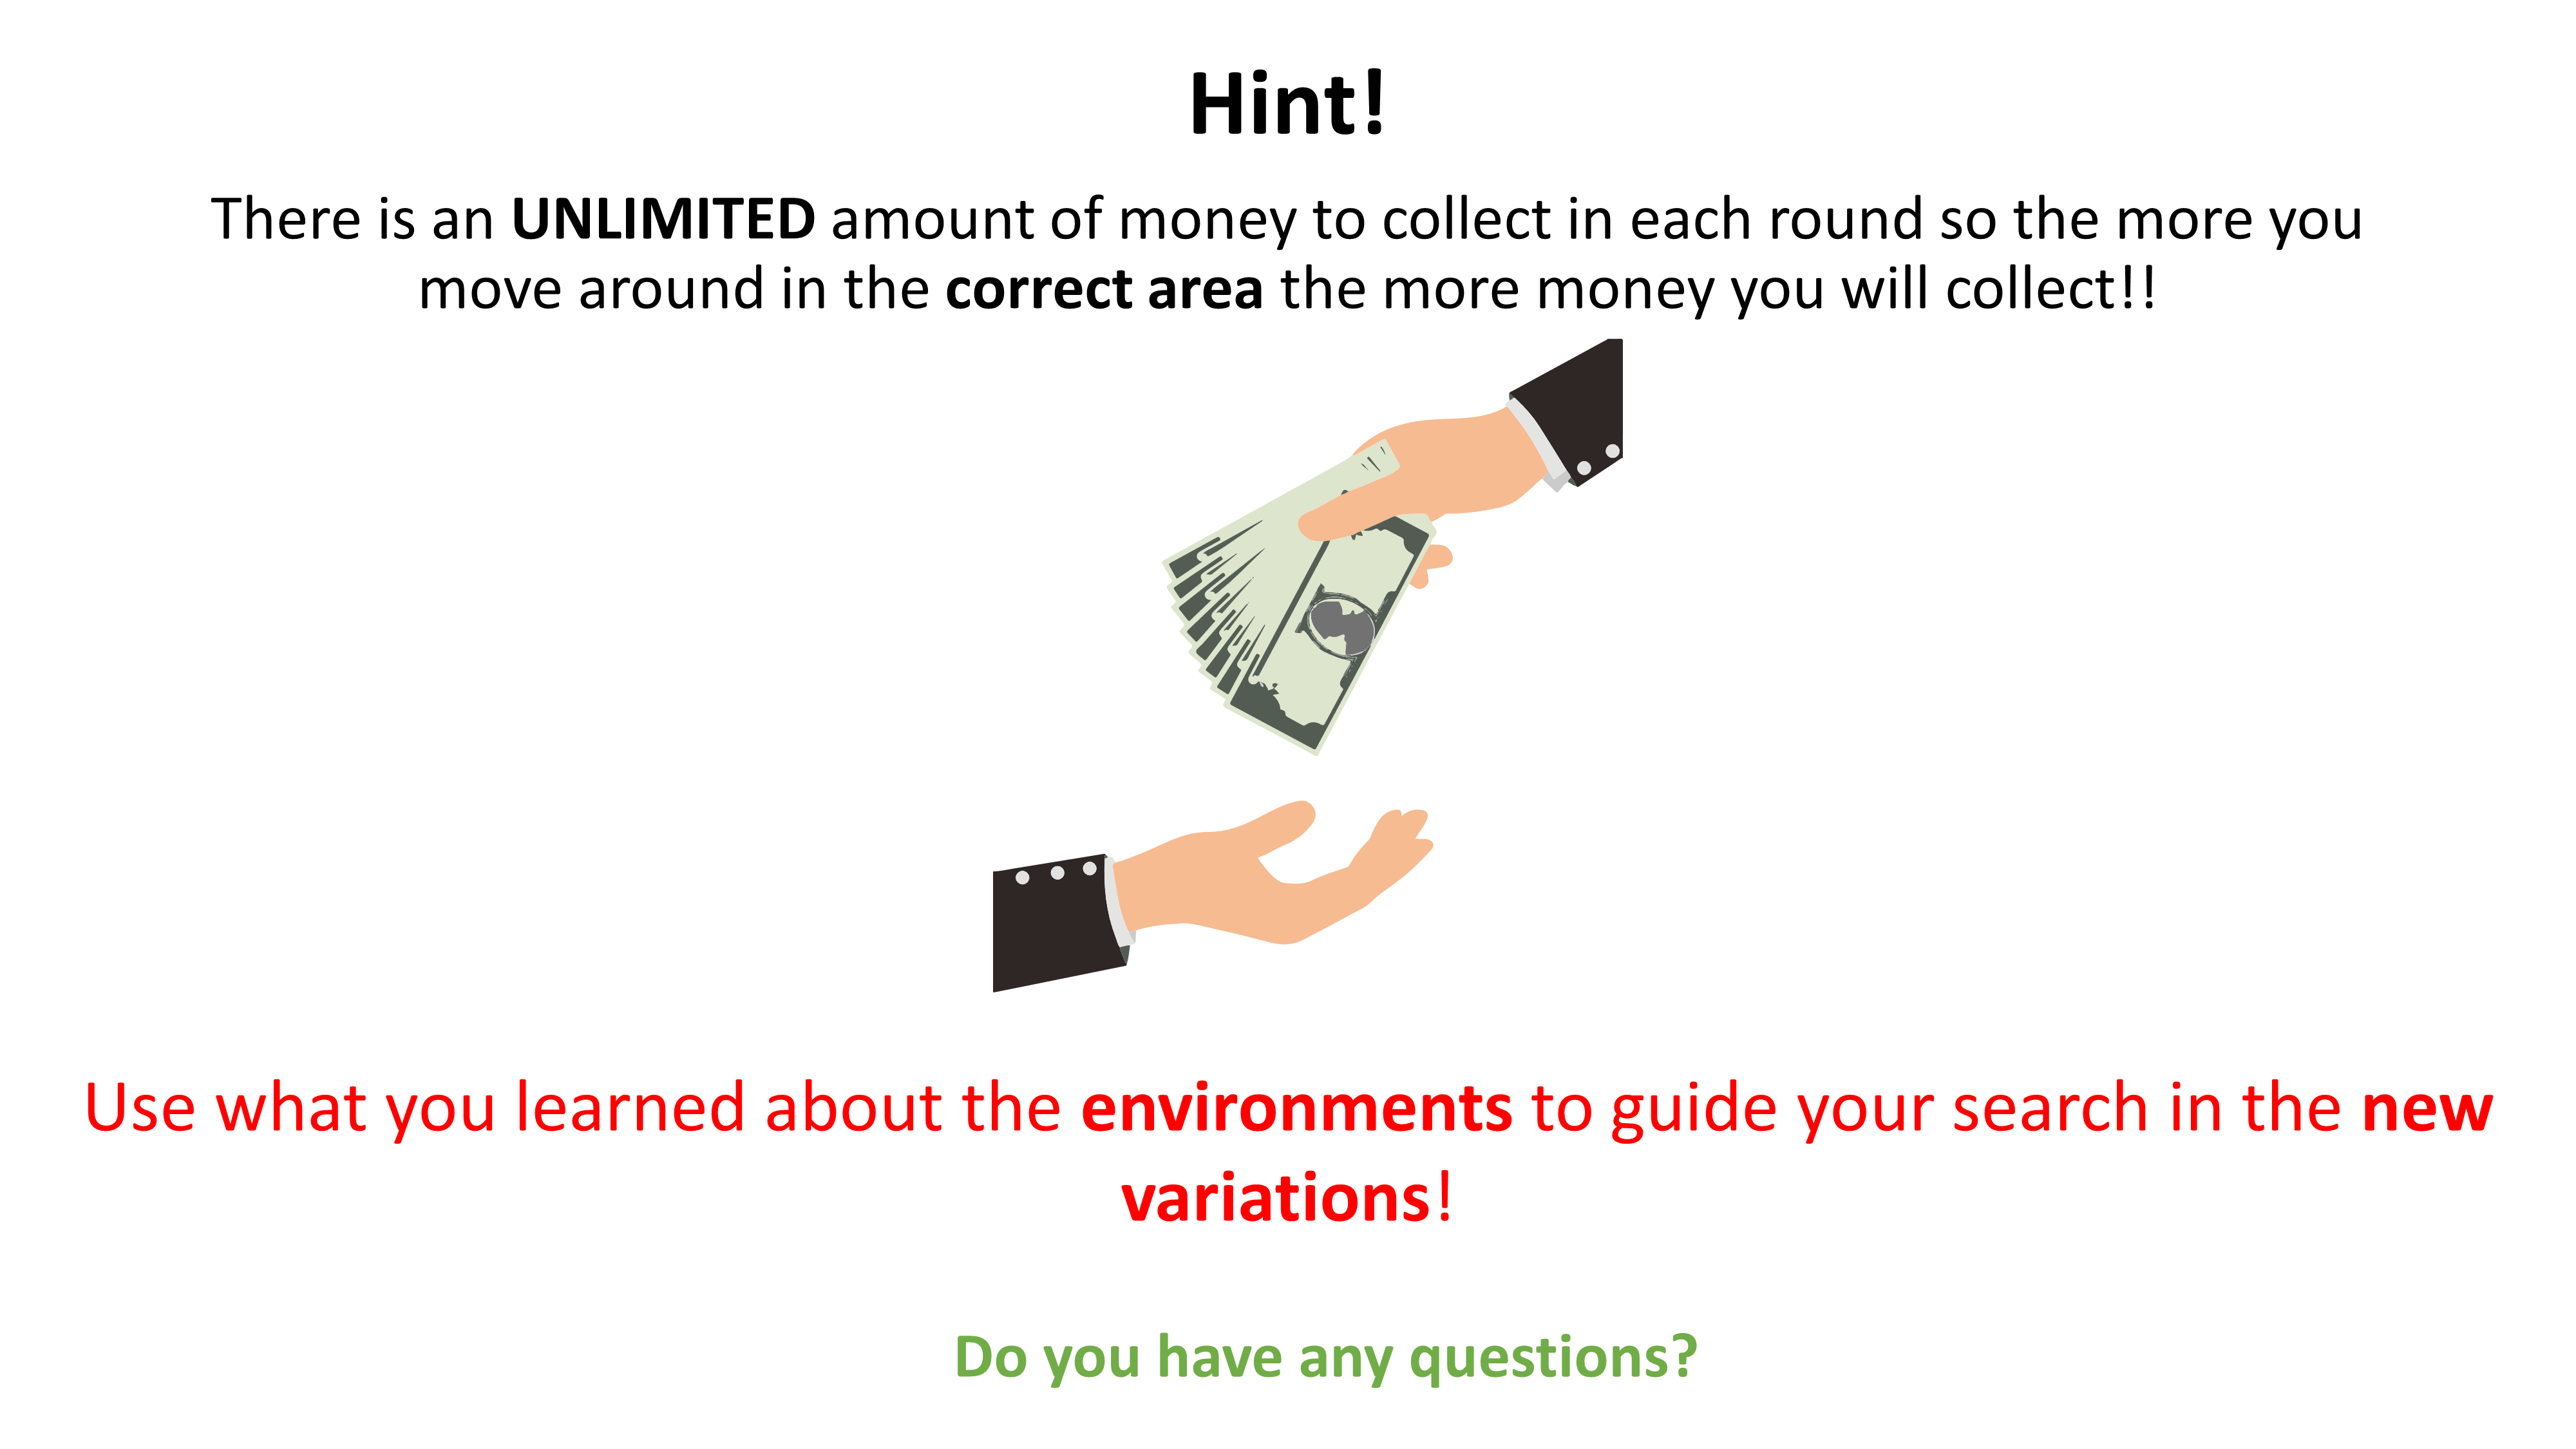 Hint!
There is an UNLIMITED amount of money to collect in each round so the more you
move around in the correct area the more money you will collect!!
Use what you learned about the environments to guide your search in the new
variations!
Do you have any questions?